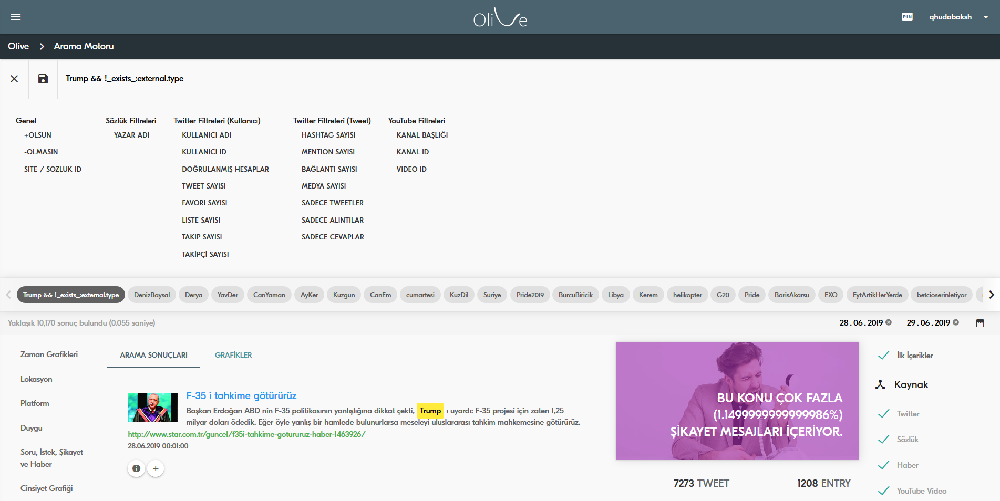 Olive
PIN
qhudabaksh
Olive
Arama Motoru
Trump && !_exists_:external.type
Genel
+OLSUN
-OLMASIN
SİTE / SÖZLÜK ID
Sözlük Filtreleri
YAZAR ADI
Twitter Filtreleri (Kullanıcı)
KULLANICI ADI
KULLANICI ID
DOĞRULANMIŞ HESAPLAR
TWEET SAYISI
FAVORİ SAYISI
LİSTE SAYISI
TAKİP SAYISI
TAKİPÇİ SAYISI
Twitter Filtreleri (Tweet)
HASHTAG SAYISI
MENTİON SAYISI
BAĞLANTI SAYISI
MEDYA SAYISI
SADECE TWEETLER
SADECE ALINTILAR
SADECE CEVAPLAR
YouTube Filtreleri
KANAL BAŞLIĞI
KANAL ID
VİDEO ID
Trump && !_exists_:external.type DenizBaysal Derya YavDer CanYaman AyKer Kuzgun CanEm cumartesi KuzDil Suriye Pride2019 BurcuBiricik Libya Kerem helikopter G20 Pride BarisAkarsu EXO EytArtikHerYerde betcioserinletiyor
Yaklaşık 10,170 sonuç bulundu (0.055 saniye)
28.06.2019
29.06.2019
Zaman Grafikleri
Lokasyon
Platform
Duygu
Soru, İstek, Şikayet
ve Haber
Cinsiyet Grafiği
ARAMA SONUÇLARI
GRAFİKLER
F-35 i tahkime götürürüz
Başkan Erdoğan ABD nin F-35 politikasının yanlışlığına dikkat çekti, Trump ı uyardı: F-35 projesi için zaten 1,25
milyar doları ödedik. Eğer öyle yanlış bir hamlede bulunurlarsa meseleyi uluslararası tahkim mahkemesine götürürüz.
http://www.star.com.tr/guncel/f35i-tahkime-gotururuz-haber-1463926/
28.06.2019 00:01:00
BU KONU ÇOK FAZLA
(1.1499999999999986%)
ŞİKAYET MESAJLARI İÇERİYOR.
7273 TWEET
1208 ENTRY
İlk İçerikler
Kaynak
Twitter
Sözlük
Haber
YouTube Video